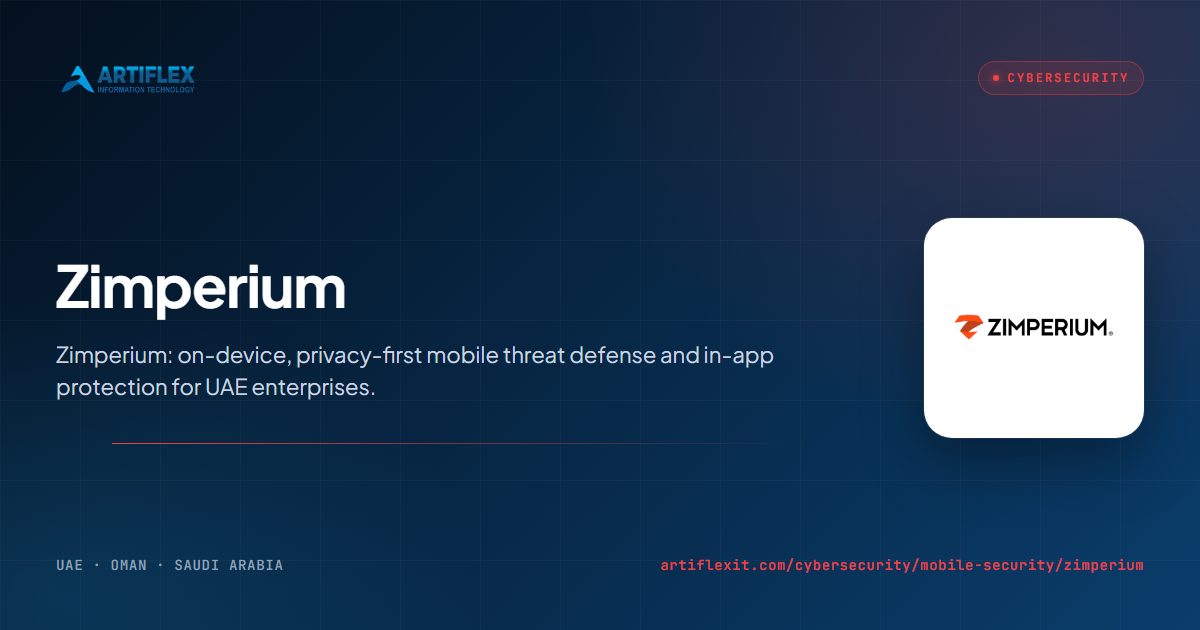 ARTIFLEX
INFORMATION TECHNOLOGY
CYBERSECURITY
Zimperium
Zimperium: on-device, privacy-first mobile threat defense and in-app
protection for UAE enterprises.
ZIMPERIUM®
UAE · OMAN · SAUDI ARABIA
artiflexit.com/cybersecurity/mobile-security/zimperium